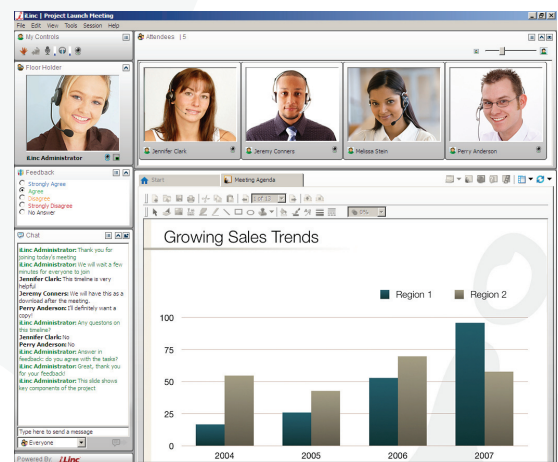 iLinc | Project Launch Meeting
File Edit View Tools Session Help
My Controls
Floor Holder
iLinc Administrator
Feedback
Strongly Agree
Agree
Disagree
Strongly Disagree
No Answer
Chat
iLinc Administrator: Thank you for
joining today's meeting
iLinc Administrator: We will wait a few
minutes for everyone to join
Jennifer Clark: This timeline is very
helpful
Jeremy Conners: We will have this as a
download after the meeting.
Perry Anderson: I'll definitely want a
copy!
iLinc Administrator: Any questions on
this timeline?
Jennifer Clark: No
Perry Anderson: No
iLinc Administrator: Answer in
feedback: do you agree with the tasks?
iLinc Administrator: Great, thank you
for your feedback!
iLinc Administrator: This slide shows
key components of the project
Type here to send a message
Everyone
Powered By iLinc
Attendees | 5
Jennifer Clark
Jeremy Conners
Melissa Stein
Perry Anderson
Start
Meeting Agenda
1 of 13
Growing Sales Trends
Region 1
Region 2
100
75
50
25
0
2004
2005
2006
2007